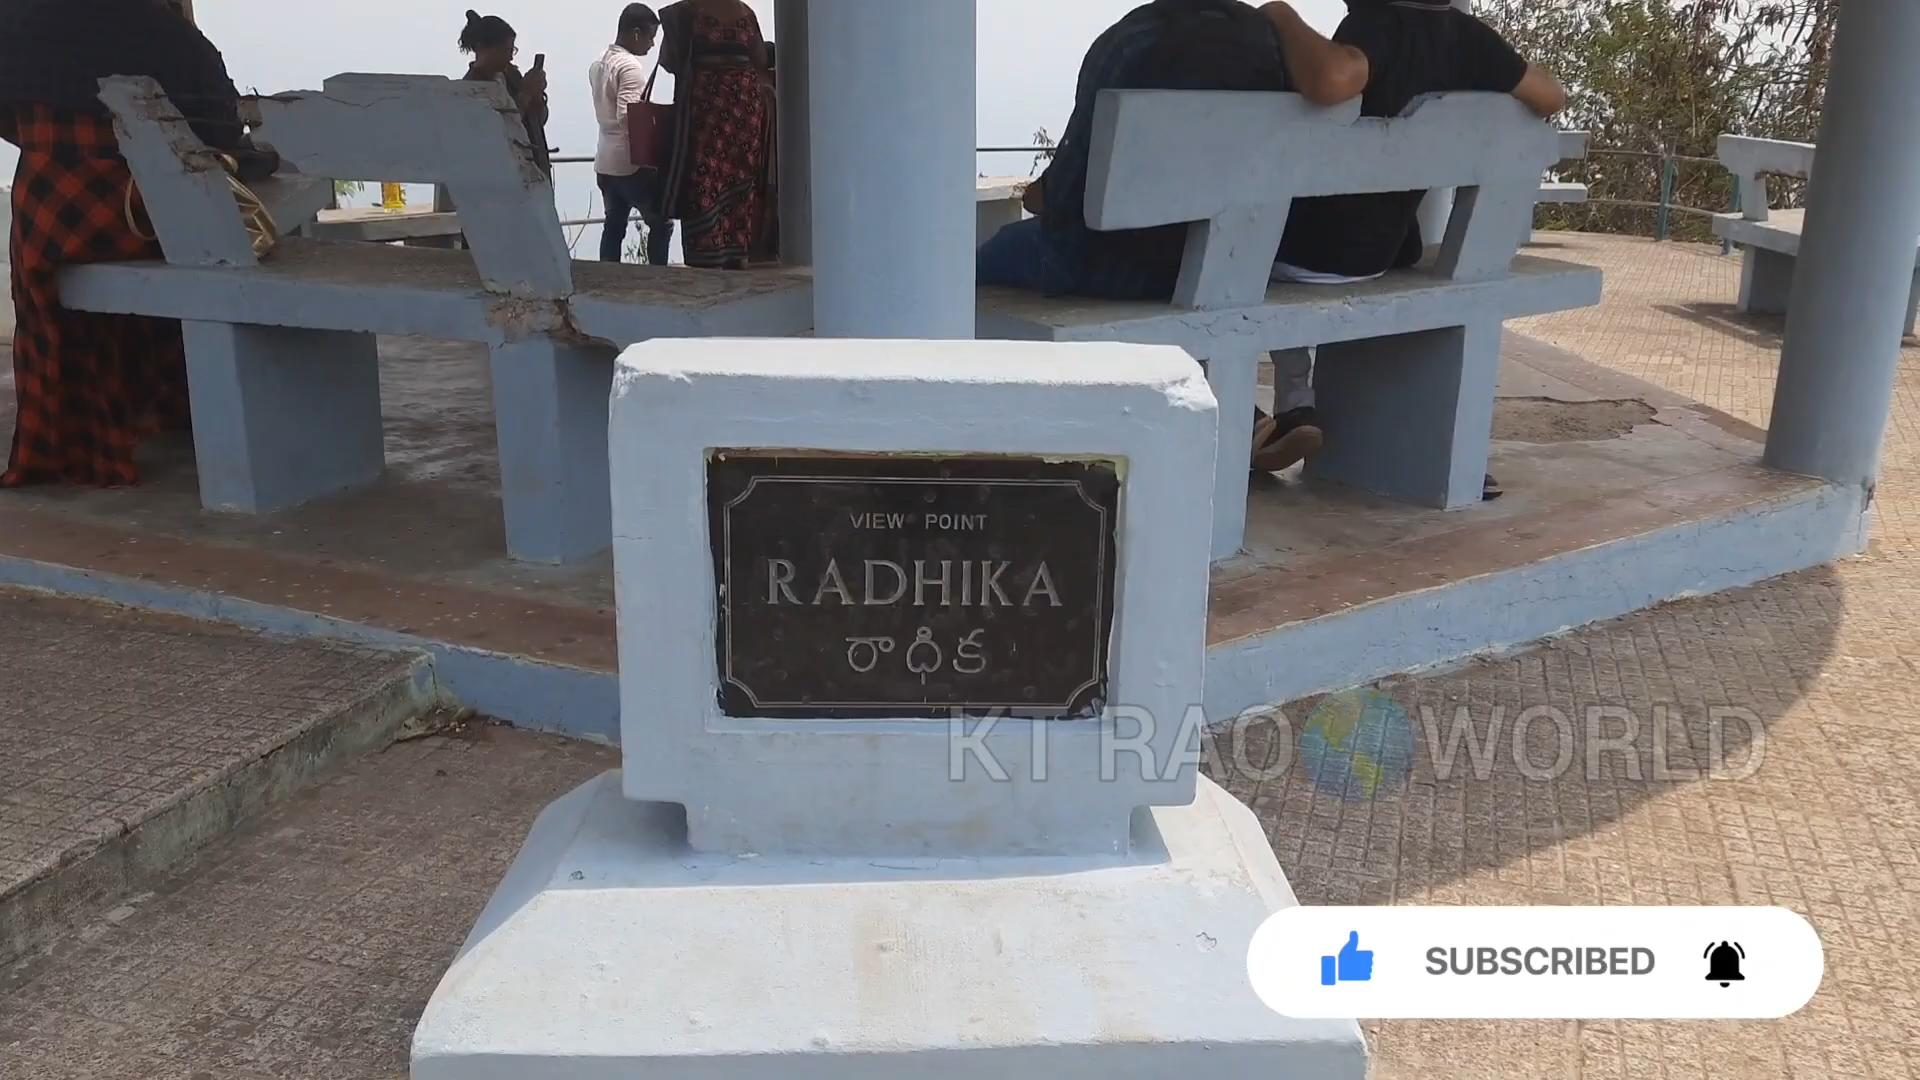 VIEW POINT
RADHIKA
రాధిక
KT RAO WORLD
SUBSCRIBED